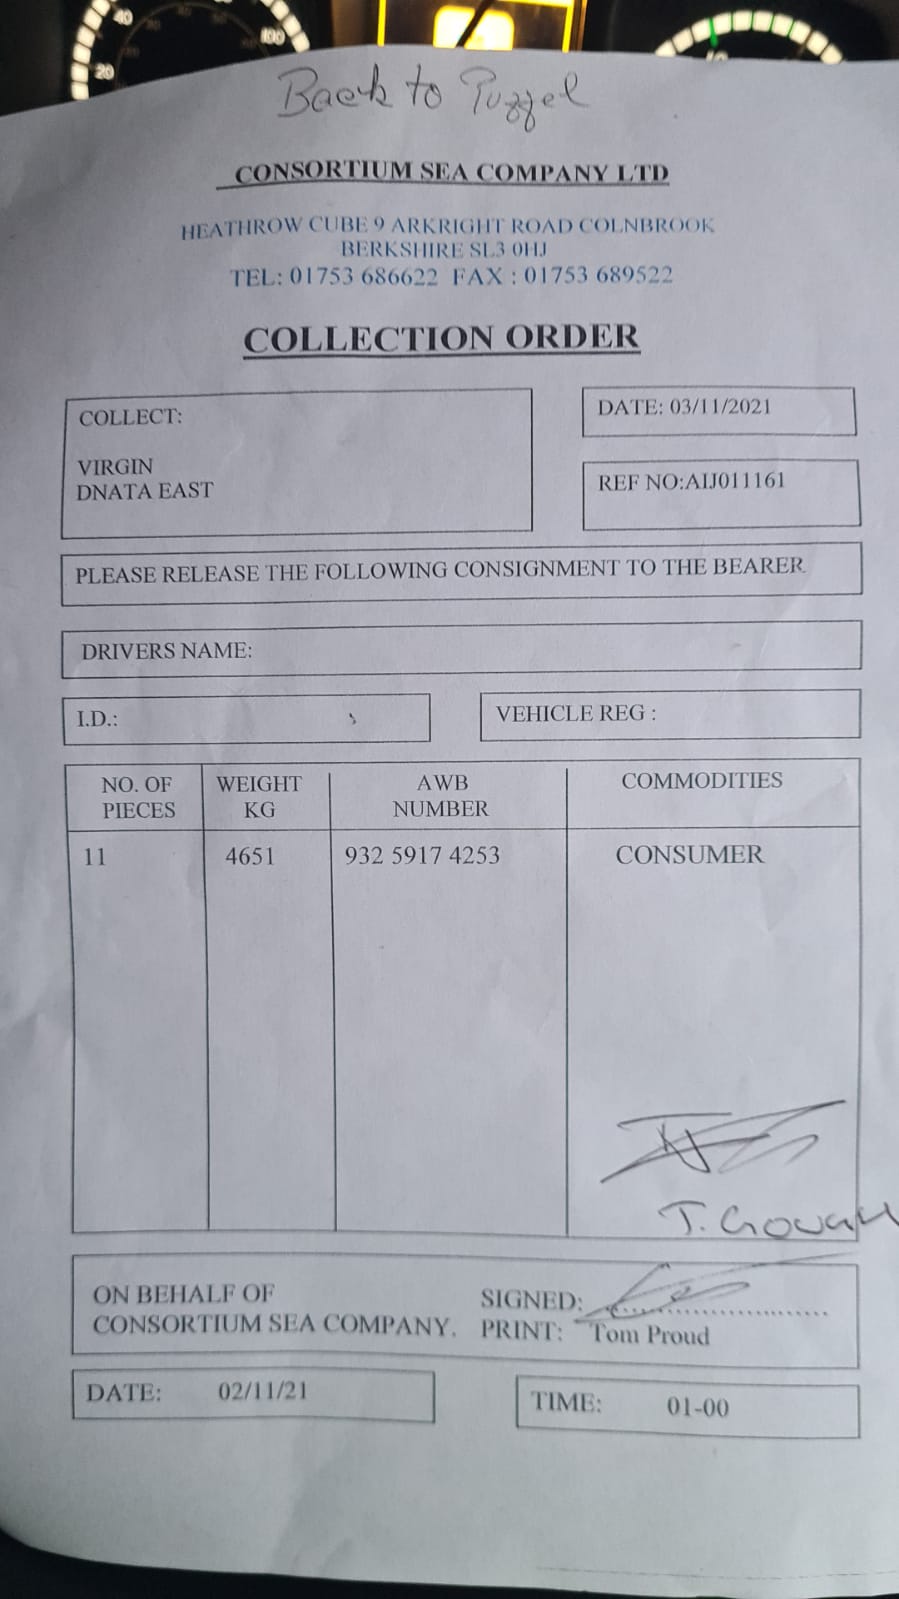 40
20
100
Back to Puzzel
CONSORTIUM SEA COMPANY LTD
HEATHROW CUBE 9 ARKRIGHT ROAD COLNBROOK
BERKSHIRE SL3 0HJ
TEL: 01753 686622 FAX : 01753 689522
COLLECTION ORDER
COLLECT:
DATE: 03/11/2021
VIRGIN
DNATA EAST
REF NO:AIJ011161
PLEASE RELEASE THE FOLLOWING CONSIGNMENT TO THE BEARER
DRIVERS NAME:
I.D.:
VEHICLE REG :
NO. OF PIECES
WEIGHT KG
AWB NUMBER
COMMODITIES
11 4651 932 5917 4253 CONSUMER
J.
ON BEHALF OF
CONSORTIUM SEA COMPANY.
SIGNED:
PRINT: Tom Proud
DATE: 02/11/21
TIME: 01-00